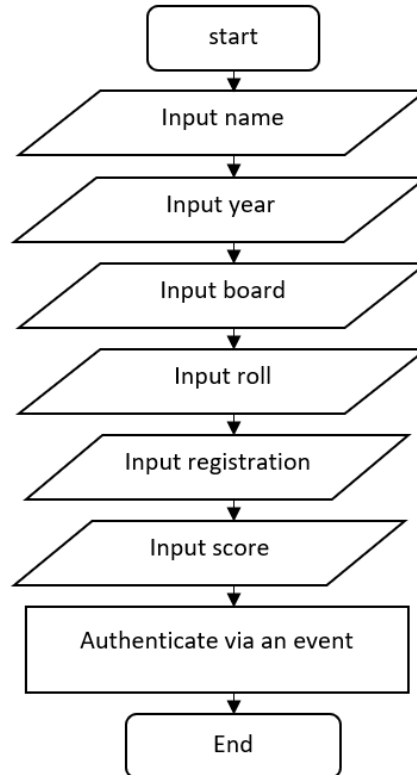 start
Input name
Input year
Input board
Input roll
Input registration
Input score
Authenticate via an event
End